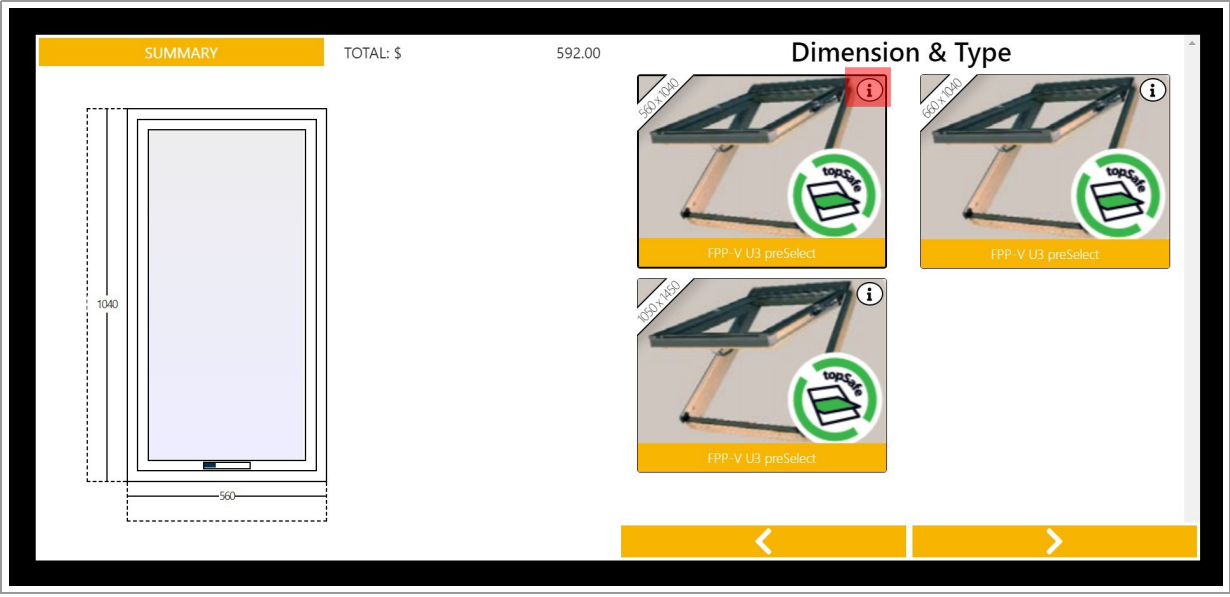 SUMMARY
TOTAL: $ 592.00
Dimension & Type
1040
560
560 x 1040
i
topSafe
FPP-V U3 preSelect
660 x 1040
i
topSafe
FPP-V U3 preSelect
1050 x 1450
i
topSafe
FPP-V U3 preSelect